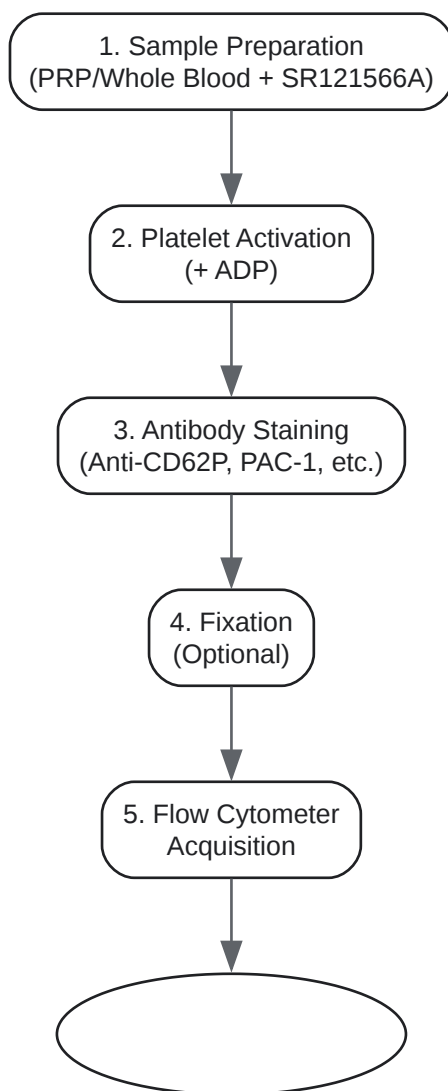 1. Sample Preparation
(PRP/Whole Blood + SR121566A)
2. Platelet Activation
(+ ADP)
3. Antibody Staining
(Anti-CD62P, PAC-1, etc.)
4. Fixation
(Optional)
5. Flow Cytometer
Acquisition